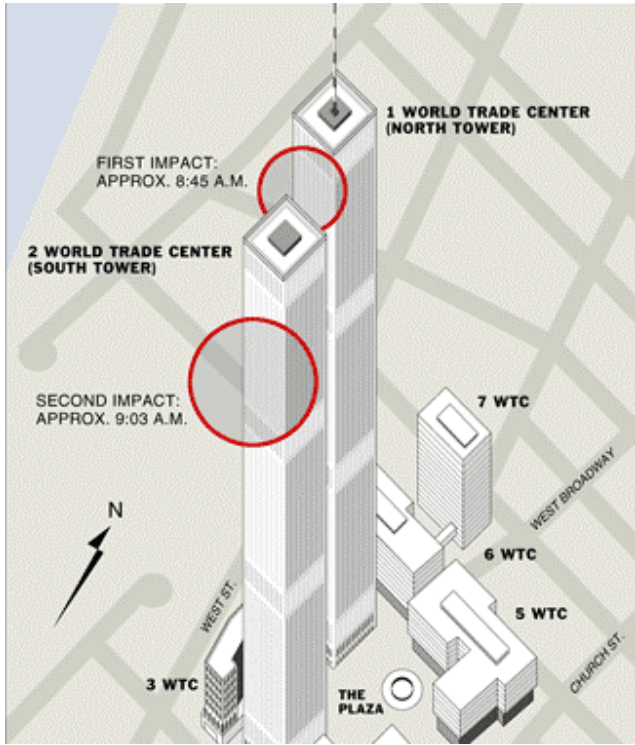 1 WORLD TRADE CENTER
(NORTH TOWER)
FIRST IMPACT:
APPROX. 8:45 A.M.
2 WORLD TRADE CENTER
(SOUTH TOWER)
SECOND IMPACT:
APPROX. 9:03 A.M.
7 WTC
WEST BROADWAY
N
6 WTC
5 WTC
WEST ST.
CHURCH ST.
3 WTC
THE
PLAZA